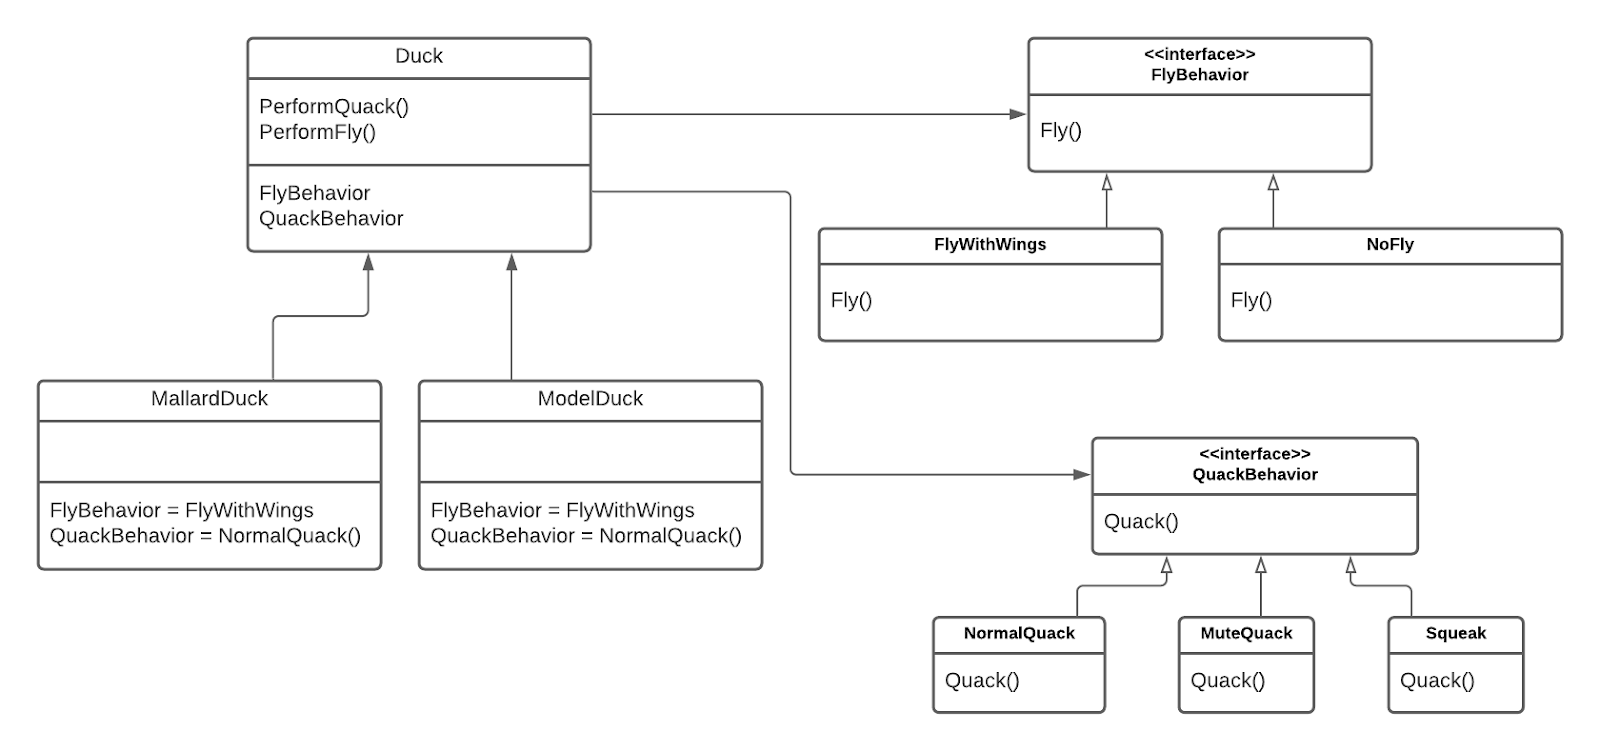 Duck
PerformQuack()
PerformFly()
FlyBehavior
QuackBehavior
<<interface>>
FlyBehavior
Fly()
FlyWithWings
Fly()
NoFly
Fly()
MallardDuck
FlyBehavior = FlyWithWings
QuackBehavior = NormalQuack()
ModelDuck
FlyBehavior = FlyWithWings
QuackBehavior = NormalQuack()
<<interface>>
QuackBehavior
Quack()
NormalQuack
Quack()
MuteQuack
Quack()
Squeak
Quack()